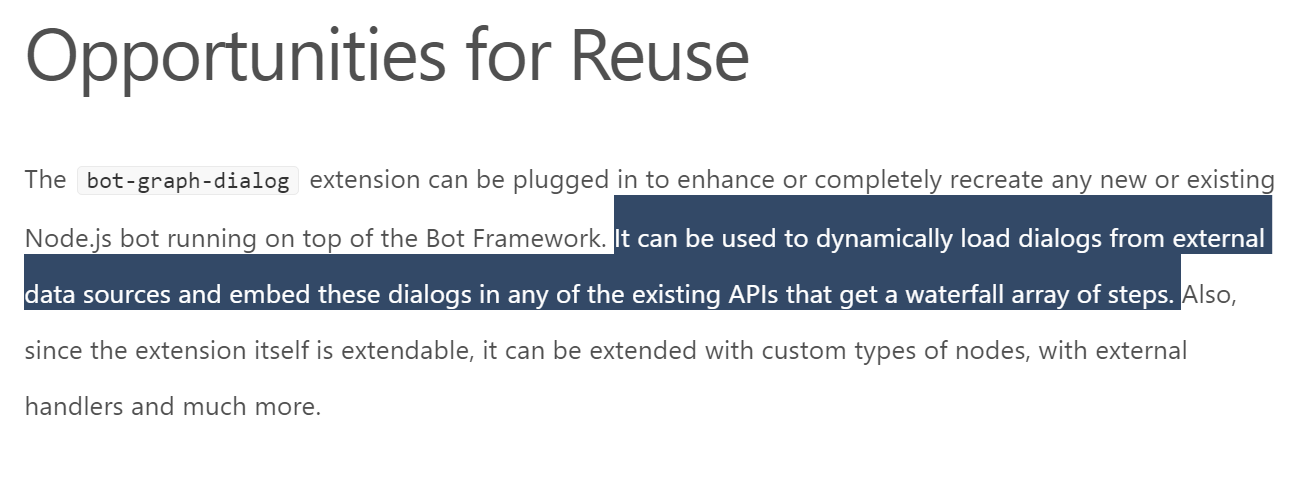 Opportunities for Reuse
The bot-graph-dialog extension can be plugged in to enhance or completely recreate any new or existing
Node.js bot running on top of the Bot Framework. It can be used to dynamically load dialogs from external
data sources and embed these dialogs in any of the existing APIs that get a waterfall array of steps. Also,
since the extension itself is extendable, it can be extended with custom types of nodes, with external
handlers and much more.